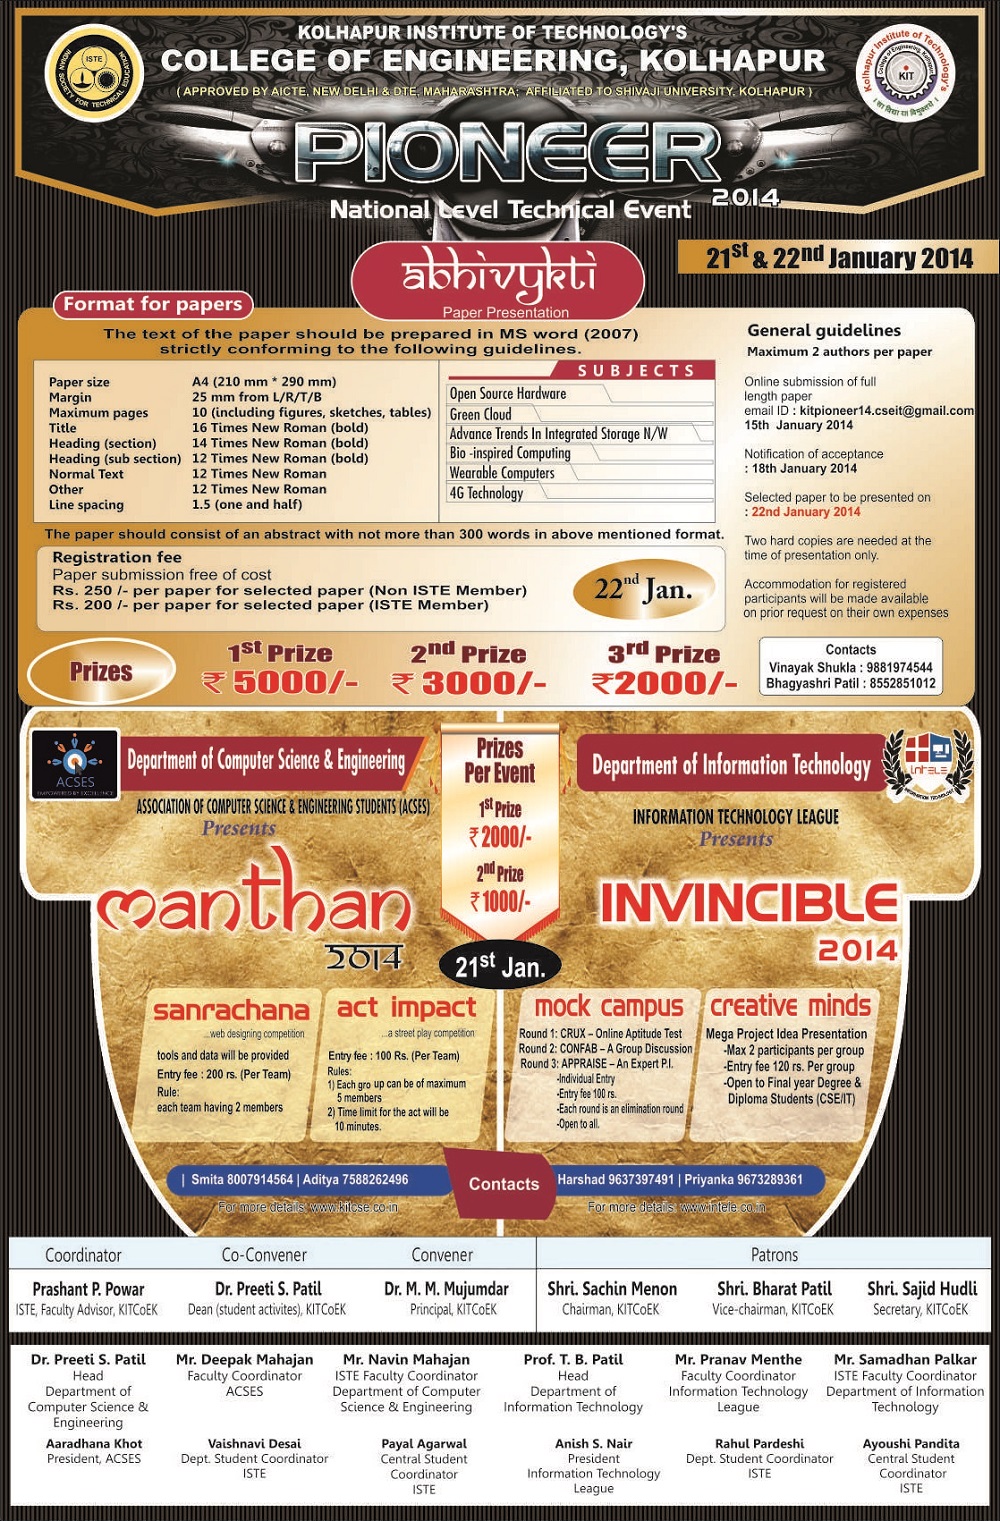 KOLHAPUR INSTITUTE OF TECHNOLOGY'S
COLLEGE OF ENGINEERING, KOLHAPUR
( APPROVED BY AICTE, NEW DELHI & DTE, MAHARASHTRA;  AFFILIATED TO SHIVAJI UNIVERSITY, KOLHAPUR )
ISTE
INDIAN SOCIETY FOR TECHNICAL EDUCATION
Kolhapur Institute of Technology's
KIT
PIONEER
2014
National Level Technical Event
21st & 22nd January 2014
abhivykti
Paper Presentation
Format for papers
The text of the paper should be prepared in MS word (2007)
strictly conforming to the following guidelines.
Paper size A4 (210 mm * 290 mm)
Margin 25 mm from L/R/T/B
Maximum pages 10 (including figures, sketches, tables)
Title 16 Times New Roman (bold)
Heading (section) 14 Times New Roman (bold)
Heading (sub section) 12 Times New Roman (bold)
Normal Text 12 Times New Roman
Other 12 Times New Roman
Line spacing 1.5 (one and half)
SUBJECTS
Open Source Hardware
Green Cloud
Advance Trends In Integrated Storage N/W
Bio -inspired Computing
Wearable Computers
4G Technology
The paper should consist of an abstract with not more than 300 words in above mentioned format.
Registration fee
Paper submission free of cost
Rs. 250 /- per paper for selected paper (Non ISTE Member)
Rs. 200 /- per paper for selected paper (ISTE Member)
22nd Jan.
General guidelines
Maximum 2 authors per paper
Online submission of full
length paper
email ID : kitpioneer14.cseit@gmail.com
15th  January 2014
Notification of acceptance
: 18th January 2014
Selected paper to be presented on
: 22nd January 2014
Two hard copies are needed at the
time of presentation only.
Accommodation for registered
participants will be made available
on prior request on their own expenses
Contacts
Vinayak Shukla : 9881974544
Bhagyashri Patil : 8552851012
Prizes
1st Prize
₹ 5000/-
2nd Prize
₹ 3000/-
3rd Prize
₹2000/-
ACSES
EMPOWERED BY EXCELLENCE
Department of Computer Science & Engineering
ASSOCIATION OF COMPUTER SCIENCE & ENGINEERING STUDENTS (ACSES)
Presents
manthan
2014
Prizes
Per Event
1st Prize
₹ 2000/-
2nd Prize
₹ 1000/-
21st Jan.
Department of Information Technology
IntELE
INFORMATION TECHNOLOGY
INFORMATION TECHNOLOGY LEAGUE
Presents
INVINCIBLE
2014
sanrachana
...web designing competition
tools and data will be provided
Entry fee : 200 rs. (Per Team)
Rule:
each team having 2 members
act impact
...a street play competition
Entry fee : 100 Rs. (Per Team)
Rules:
1) Each gro up can be of maximum
5 members
2) Time limit for the act will be
10 minutes.
mock campus
Round 1: CRUX – Online Aptitude Test
Round 2: CONFAB – A Group Discussion
Round 3: APPRAISE – An Expert P.I.
-Individual Entry
-Entry fee 100 rs.
-Each round is an elimination round
-Open to all.
creative minds
Mega Project Idea Presentation
-Max 2 participants per group
-Entry fee 120 rs. Per group
-Open to Final year Degree &
Diploma Students (CSE/IT)
| Smita 8007914564 | Aditya 7588262496
Contacts
Harshad 9637397491 | Priyanka 9673289361
For more details: www.kitcse.co.in
For more details: www.intele.co.in
Coordinator
Co-Convener
Convener
Patrons
Prashant P. Powar
ISTE, Faculty Advisor, KITCoEK
Dr. Preeti S. Patil
Dean (student activites), KITCoEK
Dr. M. M. Mujumdar
Principal, KITCoEK
Shri. Sachin Menon
Chairman, KITCoEK
Shri. Bharat Patil
Vice-chairman, KITCoEK
Shri. Sajid Hudli
Secretary, KITCoEK
Dr. Preeti S. Patil
Head
Department of
Computer Science &
Engineering
Mr. Deepak Mahajan
Faculty Coordinator
ACSES
Mr. Navin Mahajan
ISTE Faculty Coordinator
Department of Computer
Science & Engineering
Prof. T. B. Patil
Head
Department of
Information Technology
Mr. Pranav Menthe
Faculty Coordinator
Information Technology
League
Mr. Samadhan Palkar
ISTE Faculty Coordinator
Department of Information
Technology
Aaradhana Khot
President, ACSES
Vaishnavi Desai
Dept. Student Coordinator
ISTE
Payal Agarwal
Central Student
Coordinator
ISTE
Anish S. Nair
President
Information Technology
League
Rahul Pardeshi
Dept. Student Coordinator
ISTE
Ayoushi Pandita
Central Student
Coordinator
ISTE